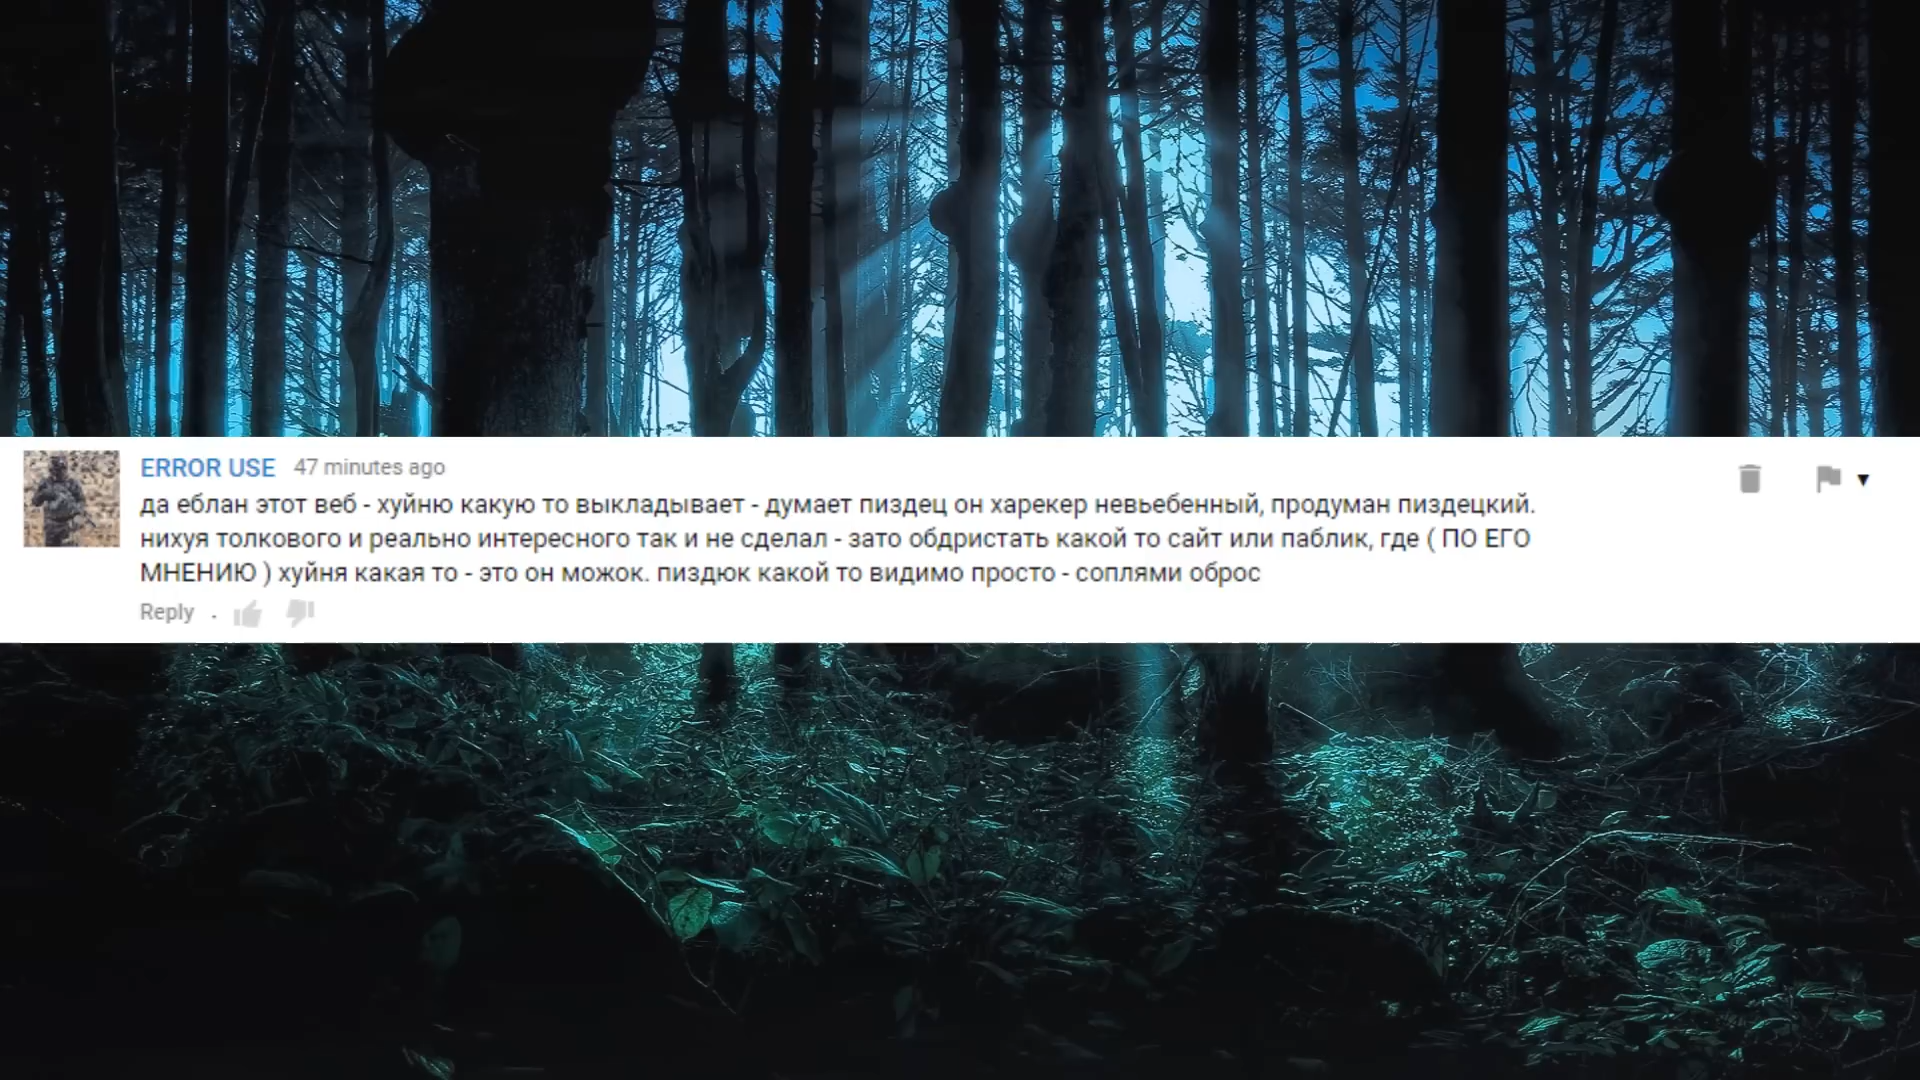 ERROR USE 47 minutes ago
да еблан этот веб - хуйню какую то выкладывает - думает пиздец он харекер невьебенный, продуман пиздецкий.
нихуя толкового и реально интересного так и не сделал - зато обдристать какой то сайт или паблик, где ( ПО ЕГО
МНЕНИЮ ) хуйня какая то - это он можок. пиздюк какой то видимо просто - соплями оброс
Reply .